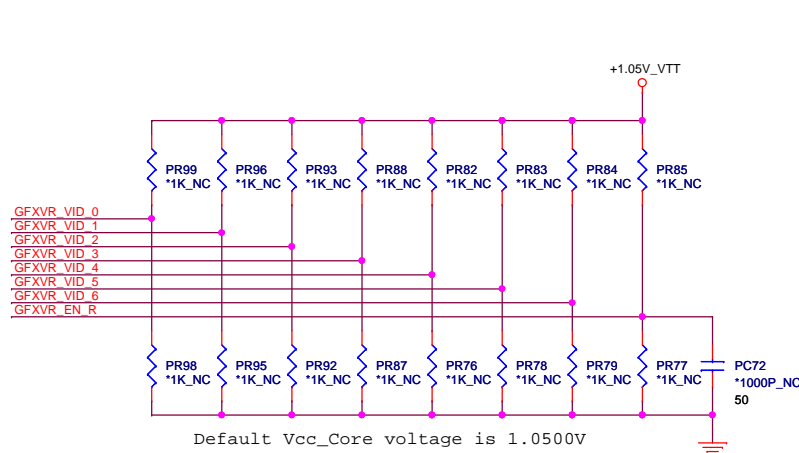 +1.05V_VTT
PR99
*1K_NC
PR96
*1K_NC
PR93
*1K_NC
PR88
*1K_NC
PR82
*1K_NC
PR83
*1K_NC
PR84
*1K_NC
PR85
*1K_NC
GFXVR_VID_0
GFXVR_VID_1
GFXVR_VID_2
GFXVR_VID_3
GFXVR_VID_4
GFXVR_VID_5
GFXVR_VID_6
GFXVR_EN_R
PR98
*1K_NC
PR95
*1K_NC
PR92
*1K_NC
PR87
*1K_NC
PR76
*1K_NC
PR78
*1K_NC
PR79
*1K_NC
PR77
*1K_NC
PC72
*1000P_NC
50
Default Vcc_Core voltage is 1.0500V